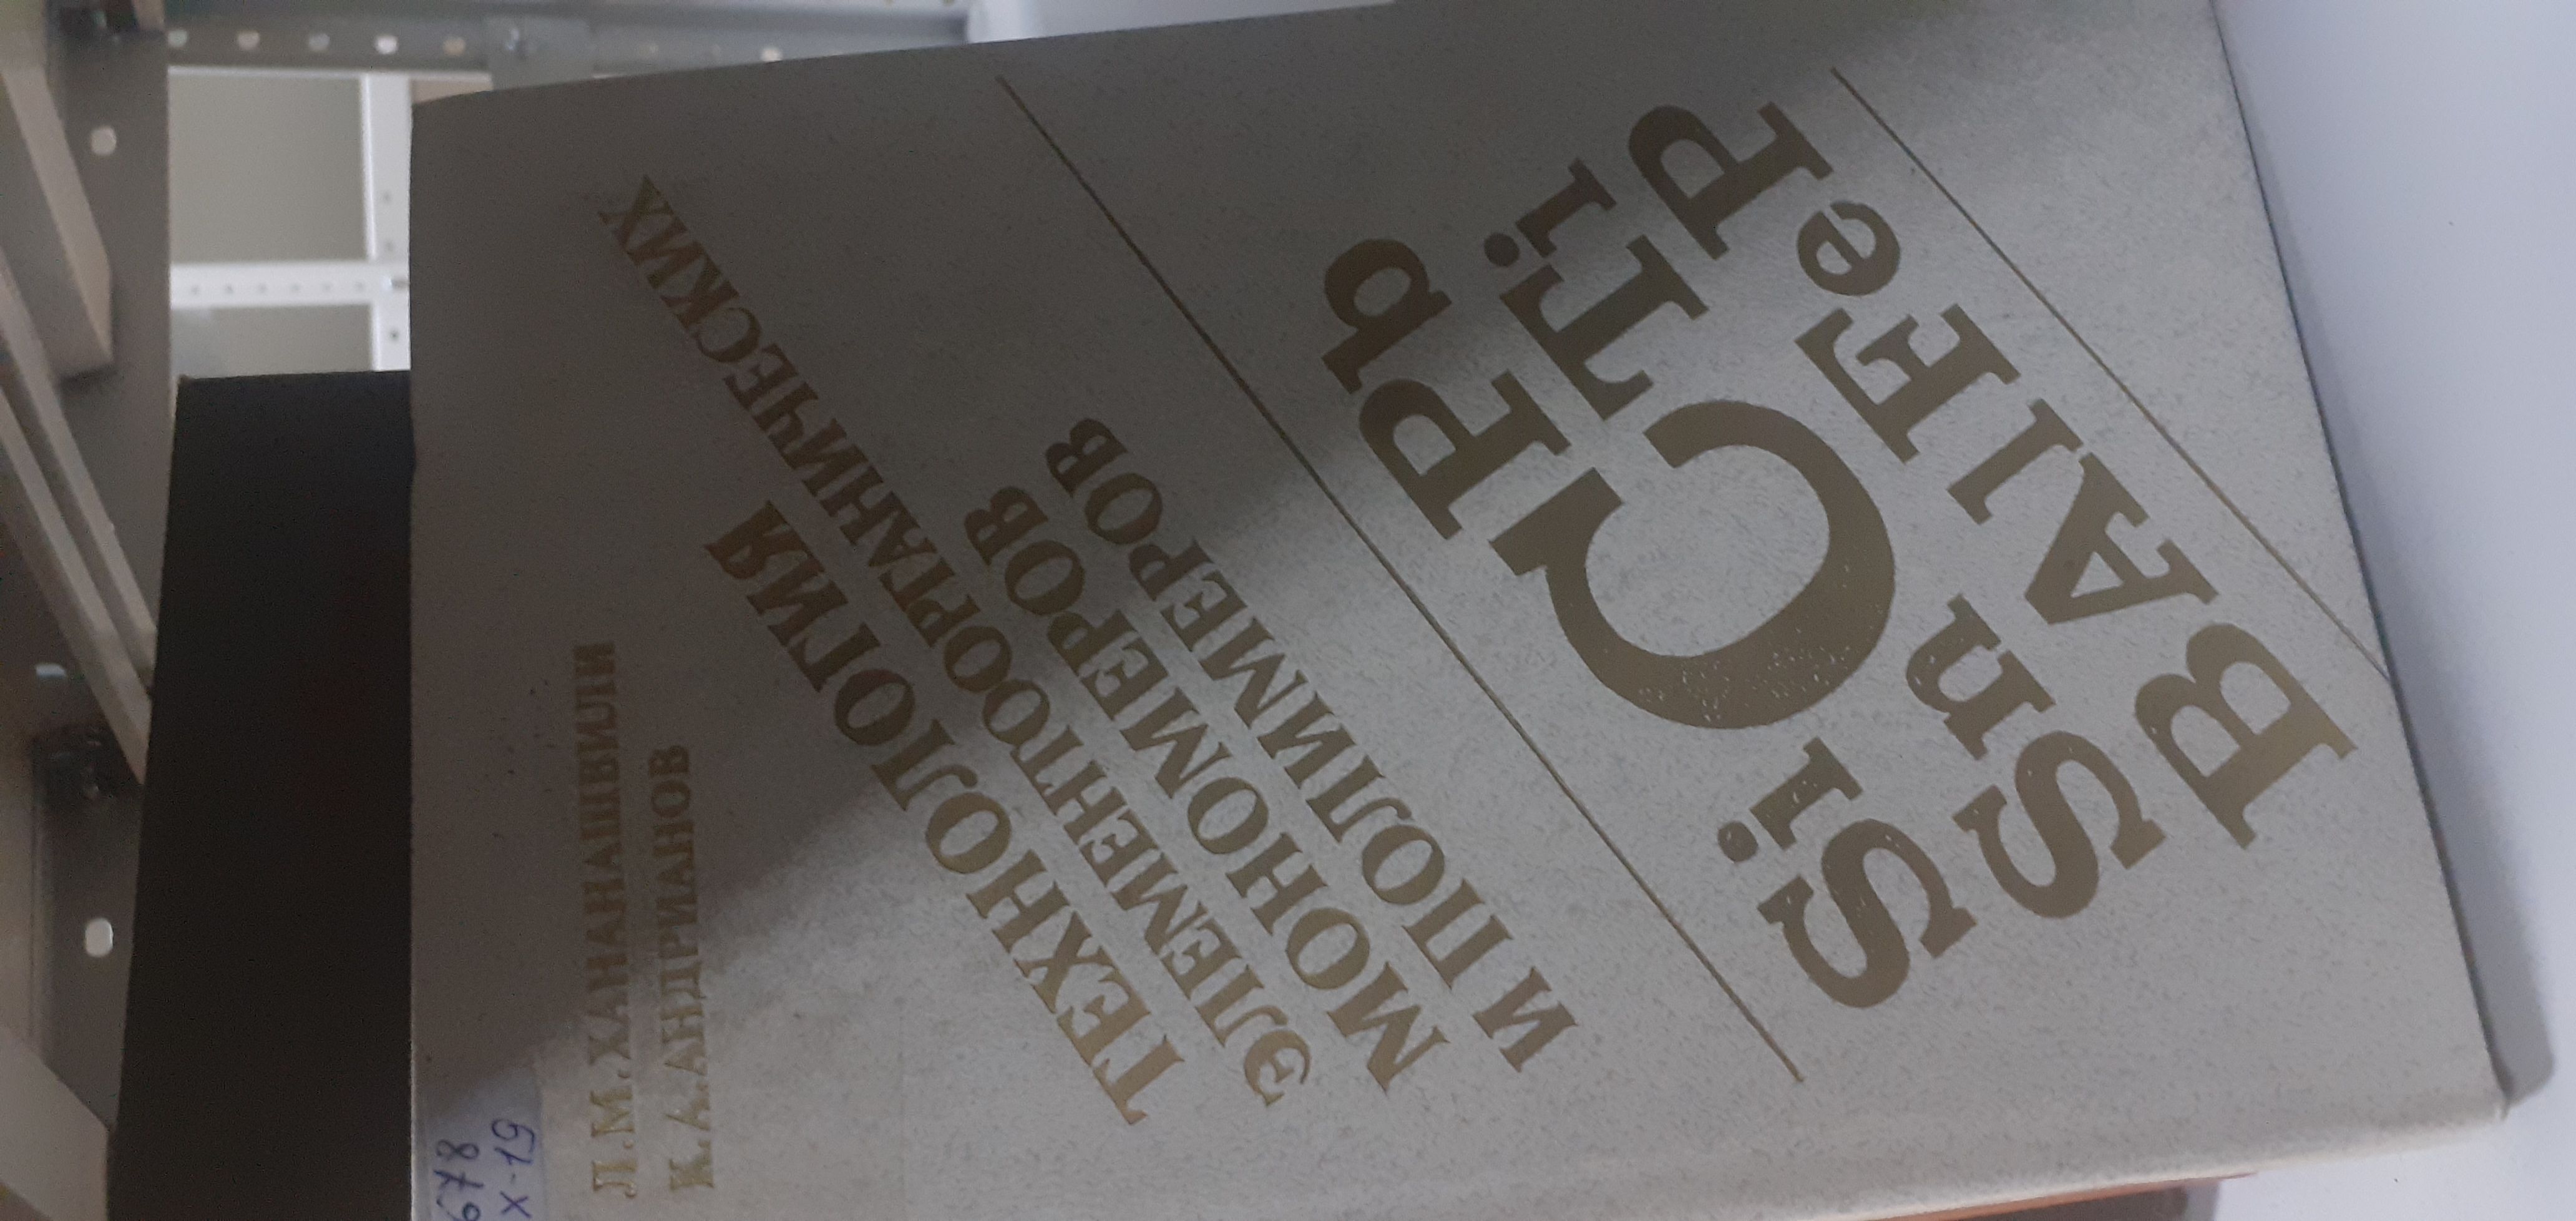 678
Х-19
Л.М.ХАНАНАШВИЛИ
К.А.АНДРИАНОВ
ТЕХНОЛОГИЯ
ЭЛЕМЕНТООРГАНИЧЕСКИХ
МОНОМЕРОВ
И ПОЛИМЕРОВ
Pb
Ti
P
Si C Fe
Sn Al
B